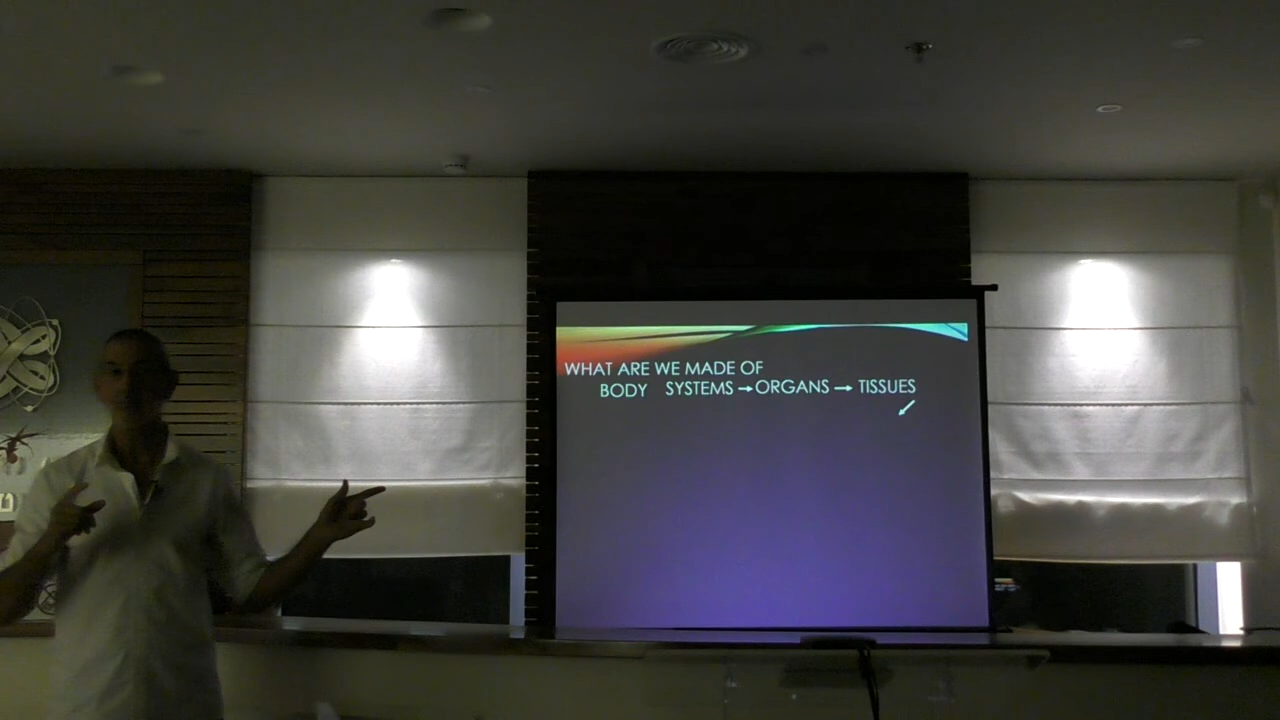 WHAT ARE WE MADE OF
BODY SYSTEMS → ORGANS → TISSUES